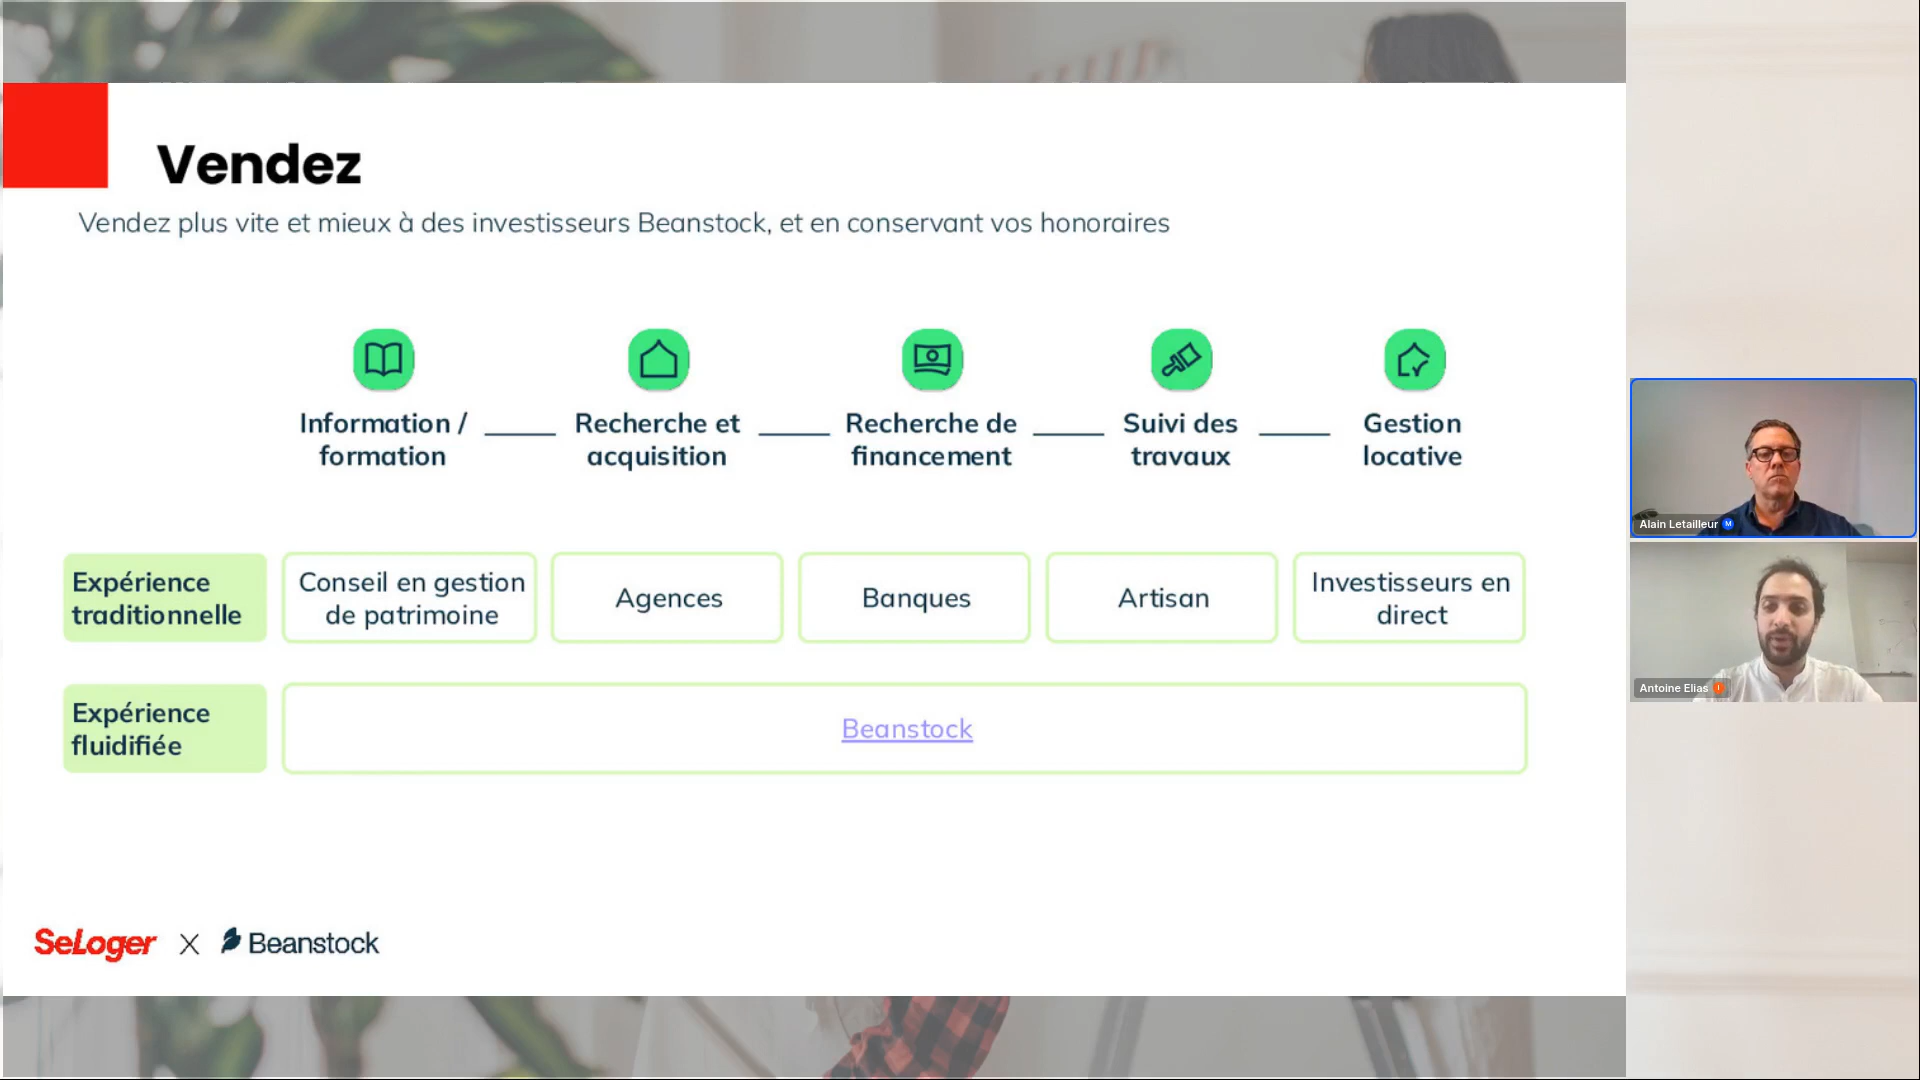 Vendez
Vendez plus vite et mieux à des investisseurs Beanstock, et en conservant vos honoraires
Information /
formation
Recherche et
acquisition
Recherche de
financement
Suivi des
travaux
Gestion
locative
Expérience
traditionnelle
Conseil en gestion
de patrimoine
Agences
Banques
Artisan
Investisseurs en
direct
Expérience
fluidifiée
Beanstock
SeLoger X Beanstock
Alain Letailleur M
Antoine Elias I